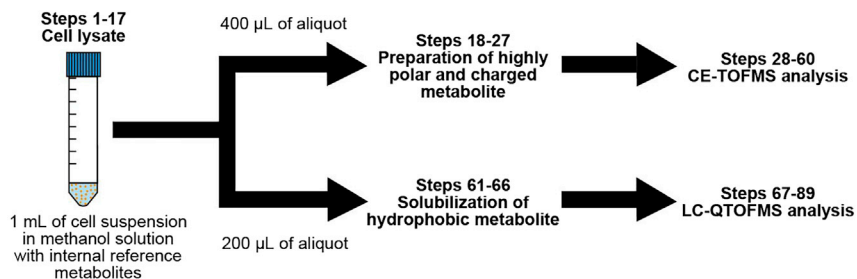 Steps 1-17
Cell lysate
1 mL of cell suspension
in methanol solution
with internal reference
metabolites
400 µL of aliquot
Steps 18-27
Preparation of highly
polar and charged
metabolite
Steps 28-60
CE-TOFMS analysis
200 µL of aliquot
Steps 61-66
Solubilization of
hydrophobic metabolite
Steps 67-89
LC-QTOFMS analysis